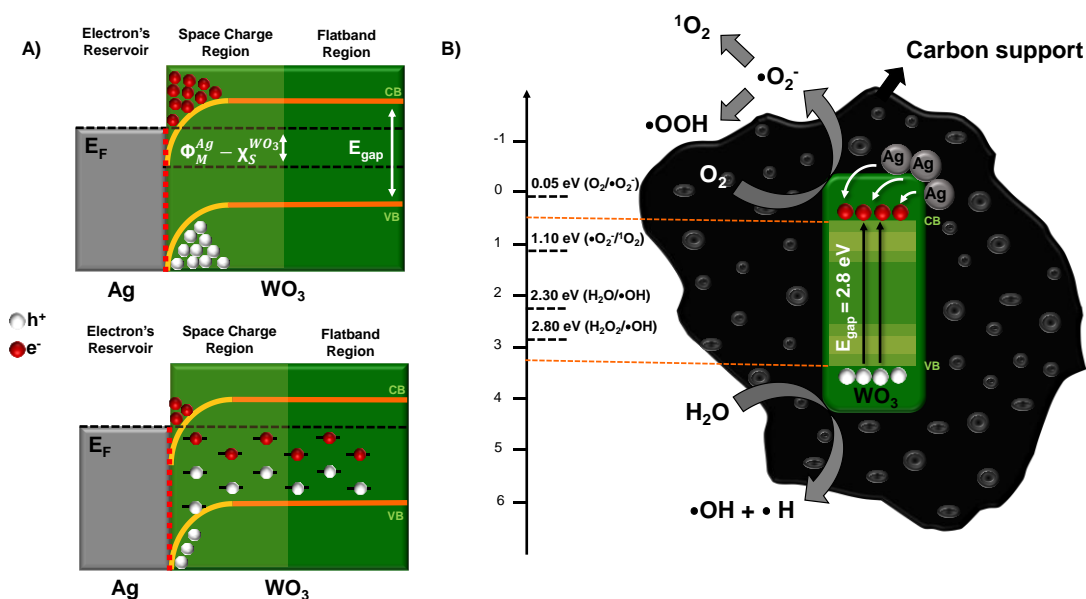 A)
Electron's
Reservoir
Space Charge
Region
Flatband
Region
CB
E_F
Φ_M^Ag – χ_S^WO₃
E_gap
VB
Ag
WO₃
h⁺
e⁻
Electron's
Reservoir
Space Charge
Region
Flatband
Region
CB
E_F
VB
Ag
WO₃
B)
¹O₂
•O₂⁻
•OOH
O₂
Carbon support
Ag
Ag
Ag
-1
0
1
2
3
4
5
6
0.05 eV (O₂/•O₂⁻)
1.10 eV (•O₂⁻/¹O₂)
2.30 eV (H₂O/•OH)
2.80 eV (H₂O₂/•OH)
CB
E_gap = 2.8 eV
VB
WO₃
H₂O
•OH + • H